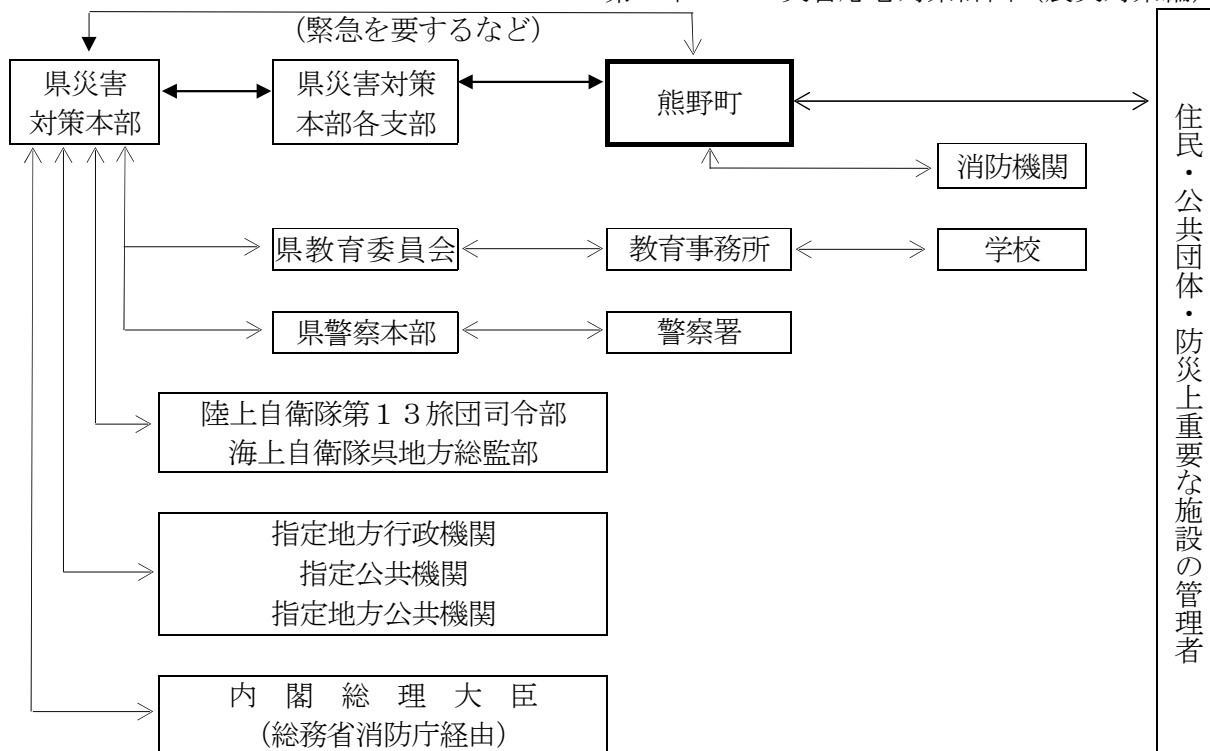 (緊急を要するなど)
県災害
対策本部
県災害対策
本部各支部
熊野町
消防機関
県教育委員会
教育事務所
学校
県警察本部
警察署
陸上自衛隊第１３旅団司令部
海上自衛隊呉地方総監部
指定地方行政機関
指定公共機関
指定地方公共機関
内　閣　総　理　大　臣
(総務省消防庁経由)
住民・公共団体・防災上重要な施設の管理者